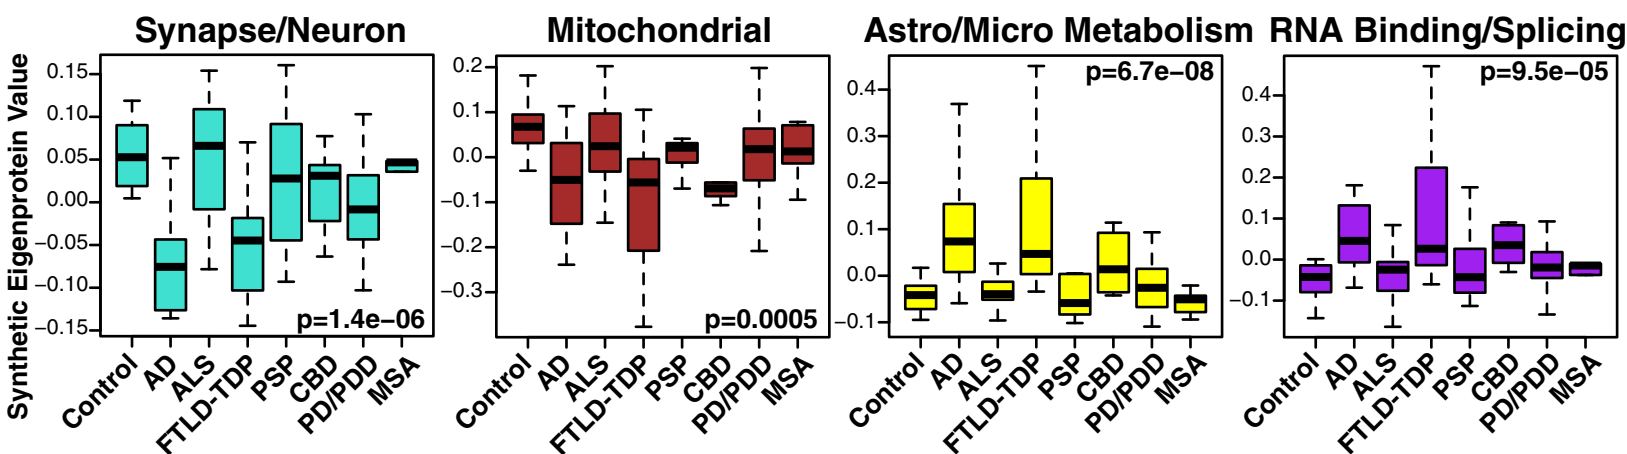 Synapse/Neuron
Mitochondrial
Astro/Micro Metabolism
RNA Binding/Splicing
Synthetic Eigenprotein Value
0.15
0.10
0.05
0.00
−0.05
−0.10
−0.15
p=1.4e−06
Control
AD
ALS
FTLD-TDP
PSP
CBD
PD/PDD
MSA
0.2
0.1
0.0
−0.1
−0.2
−0.3
p=0.0005
Control
AD
ALS
FTLD-TDP
PSP
CBD
PD/PDD
MSA
p=6.7e−08
0.4
0.3
0.2
0.1
0.0
−0.1
Control
AD
ALS
FTLD-TDP
PSP
CBD
PD/PDD
MSA
p=9.5e−05
0.4
0.3
0.2
0.1
0.0
−0.1
Control
AD
ALS
FTLD-TDP
PSP
CBD
PD/PDD
MSA